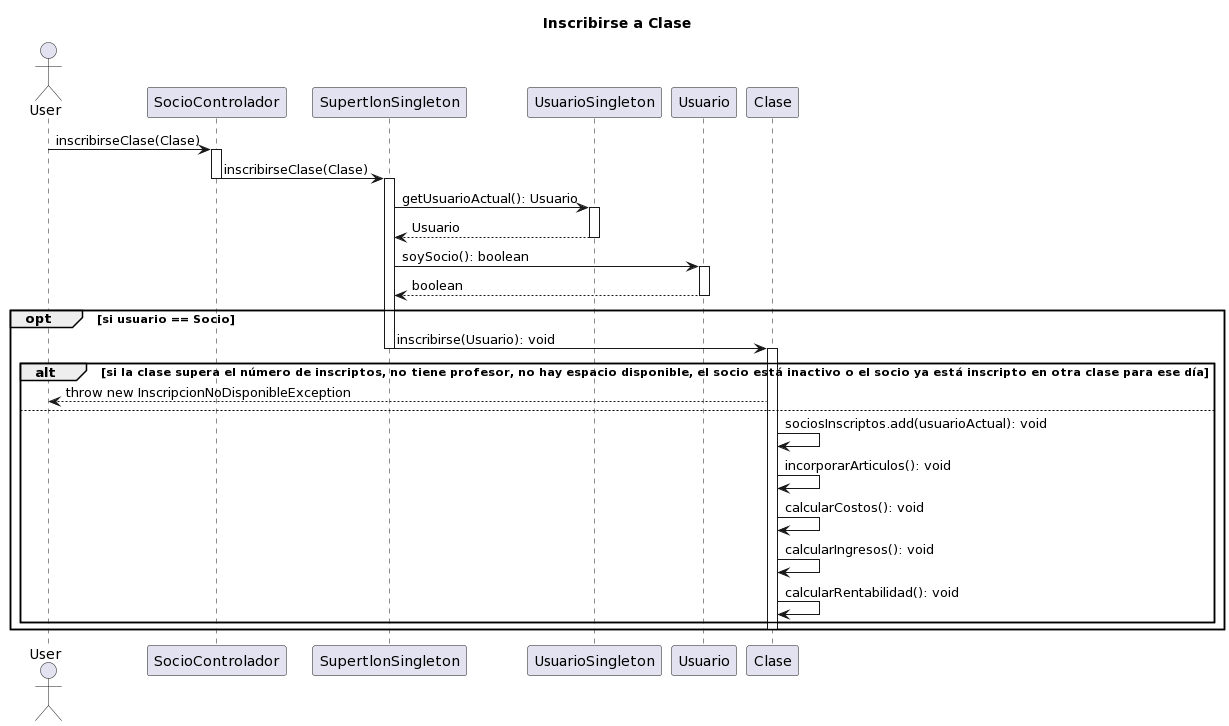 Inscribirse a Clase
User
SocioControlador
SupertlonSingleton
UsuarioSingleton
Usuario
Clase
inscribirseClase(Clase)
inscribirseClase(Clase)
getUsuarioActual(): Usuario
Usuario
soySocio(): boolean
boolean
opt
[si usuario == Socio]
inscribirse(Usuario): void
alt
[si la clase supera el número de inscriptos, no tiene profesor, no hay espacio disponible, el socio está inactivo o el socio ya está inscripto en otra clase para ese día]
throw new InscripcionNoDisponibleException
sociosInscriptos.add(usuarioActual): void
incorporarArticulos(): void
calcularCostos(): void
calcularIngresos(): void
calcularRentabilidad(): void
User
SocioControlador
SupertlonSingleton
UsuarioSingleton
Usuario
Clase